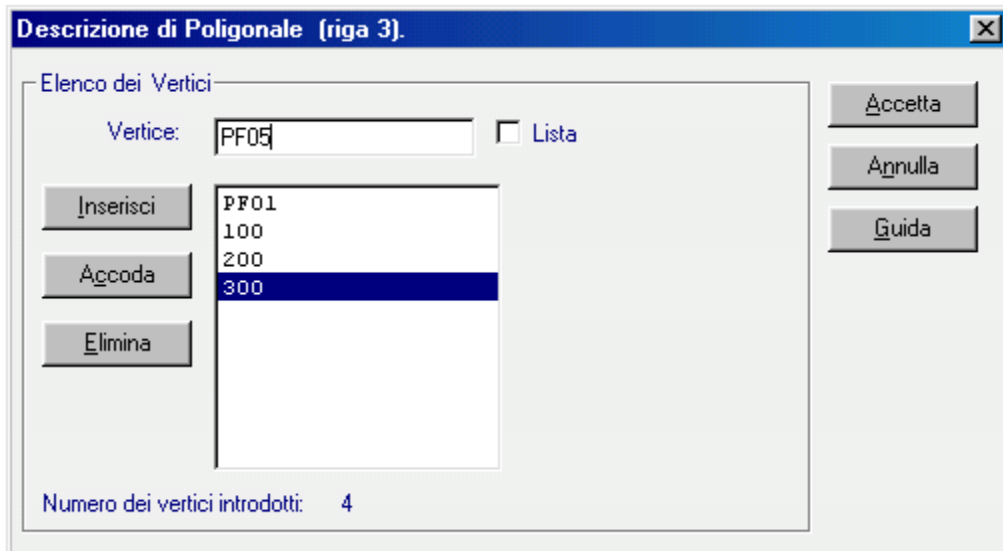 Descrizione di Poligonale (riga 3).
Elenco dei Vertici
Vertice: PF05 Lista
Accetta
Annulla
Guida
Inserisci
Accoda
Elimina
PF01
100
200
300
Numero dei vertici introdotti: 4